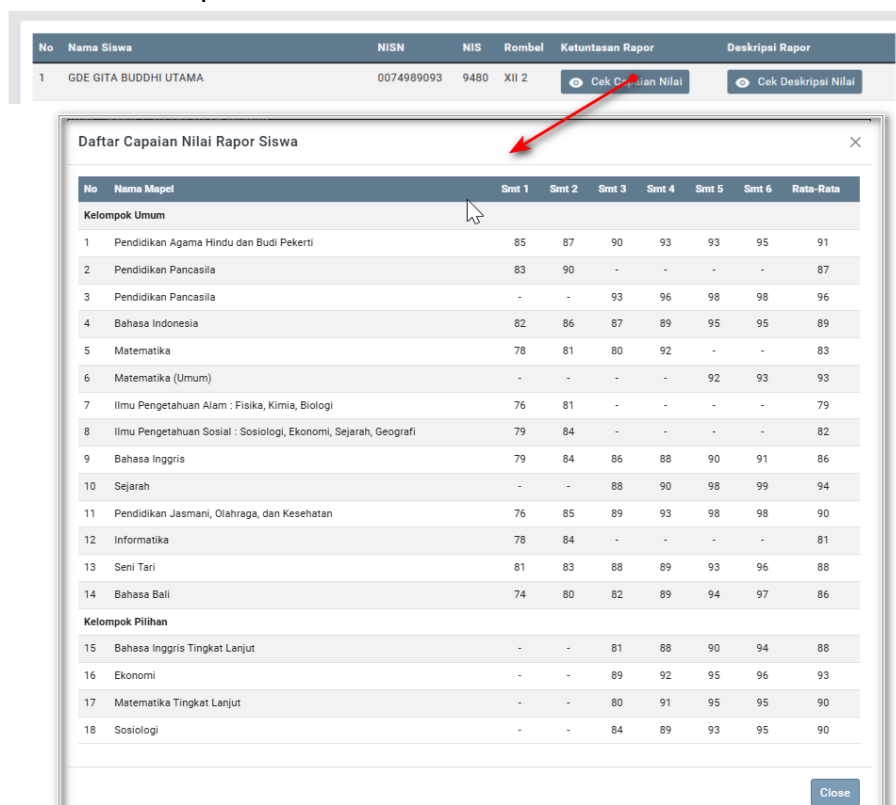 No Nama Siswa NISN NIS Rombel Ketuntasan Rapor Deskripsi Rapor
1 GDE GITA BUDDHI UTAMA 0074989093 9480 XII 2 Cek Capaian Nilai Cek Deskripsi Nilai
Daftar Capaian Nilai Rapor Siswa
No Nama Mapel Smt 1 Smt 2 Smt 3 Smt 4 Smt 5 Smt 6 Rata-Rata
Kelompok Umum
1 Pendidikan Agama Hindu dan Budi Pekerti 85 87 90 93 93 95 91
2 Pendidikan Pancasila 83 90 - - - - 87
3 Pendidikan Pancasila - - 93 96 98 98 96
4 Bahasa Indonesia 82 86 87 89 95 95 89
5 Matematika 78 81 80 92 - - 83
6 Matematika (Umum) - - - - 92 93 93
7 Ilmu Pengetahuan Alam : Fisika, Kimia, Biologi 76 81 - - - - 79
8 Ilmu Pengetahuan Sosial : Sosiologi, Ekonomi, Sejarah, Geografi 79 84 - - - - 82
9 Bahasa Inggris 79 84 86 88 90 91 86
10 Sejarah - - 88 90 98 99 94
11 Pendidikan Jasmani, Olahraga, dan Kesehatan 76 85 89 93 98 98 90
12 Informatika 78 84 - - - - 81
13 Seni Tari 81 83 88 89 93 96 88
14 Bahasa Bali 74 80 82 89 94 97 86
Kelompok Pilihan
15 Bahasa Inggris Tingkat Lanjut - - 81 88 90 94 88
16 Ekonomi - - 89 92 95 96 93
17 Matematika Tingkat Lanjut - - 80 91 95 95 90
18 Sosiologi - - 84 89 93 95 90
Close